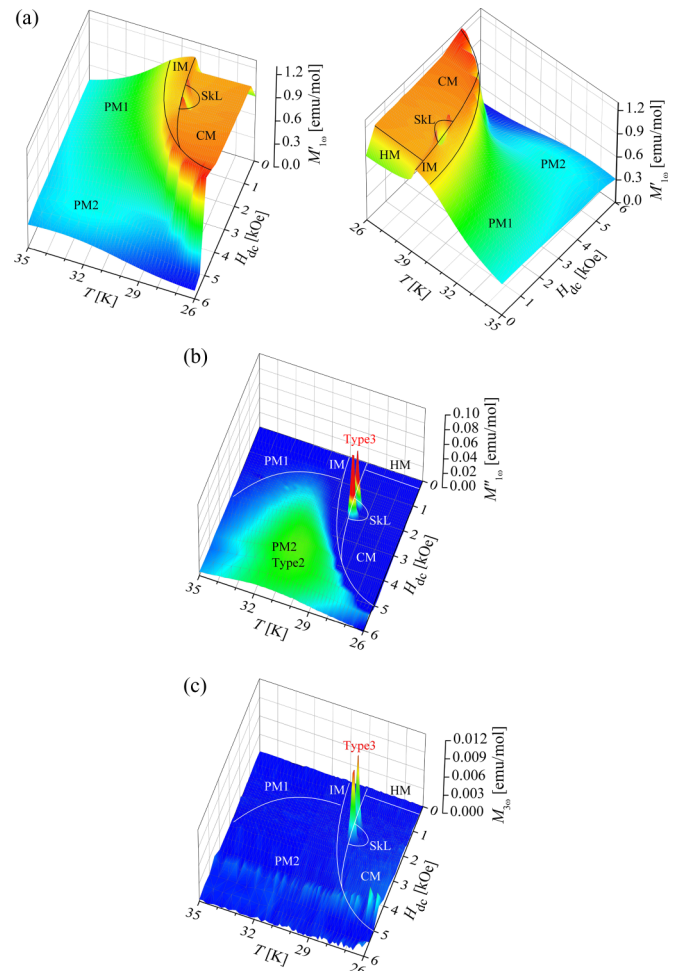 (a)
IM
PM1
SkL
CM
PM2
1.2
0.9
0.6
0.3
0.0
M′1ω [emu/mol]
0
1
2
3
4
5
6
Hdc [kOe]
35
32
29
26
T [K]
CM
SkL
HM
IM
PM2
PM1
1.2
0.9
0.6
0.3
0.0
M′1ω [emu/mol]
26
29
32
35
T [K]
0
1
2
3
4
5
6
Hdc [kOe]
(b)
Type3
PM1
IM
HM
SkL
PM2
Type2
CM
0.10
0.08
0.06
0.04
0.02
0.00
M″1ω [emu/mol]
0
1
2
3
4
5
6
Hdc [kOe]
35
32
29
26
T [K]
(c)
Type3
PM1
IM
HM
SkL
PM2
CM
0.012
0.009
0.006
0.003
0.000
M3ω [emu/mol]
0
1
2
3
4
5
6
Hdc [kOe]
35
32
29
26
T [K]